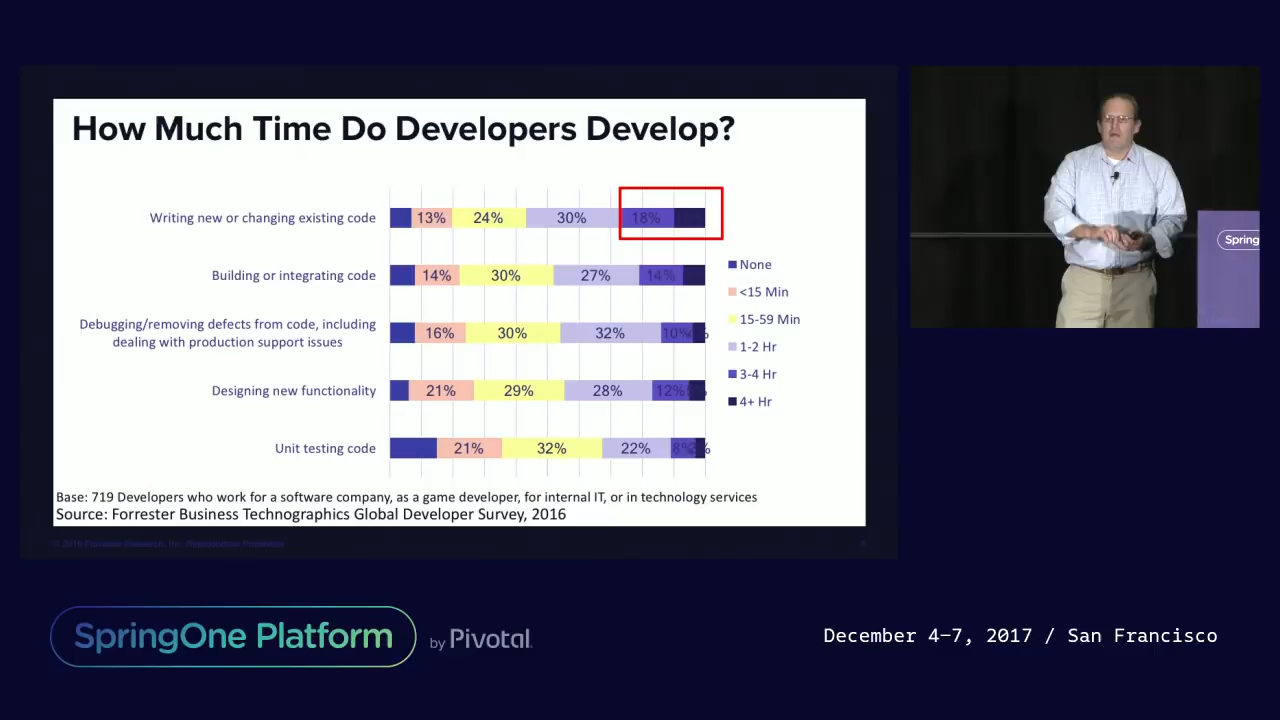 How Much Time Do Developers Develop?
Writing new or changing existing code
13% 24% 30% 18%
Building or integrating code
14% 30% 27% 14%
Debugging/removing defects from code, including
dealing with production support issues
16% 30% 32% 10%
Designing new functionality
21% 29% 28% 12%
Unit testing code
21% 32% 22% 8% 3%
None
<15 Min
15-59 Min
1-2 Hr
3-4 Hr
4+ Hr
Base: 719 Developers who work for a software company, as a game developer, for internal IT, or in technology services
Source: Forrester Business Technographics Global Developer Survey, 2016
Spring
SpringOne Platform by Pivotal.
December 4–7, 2017 / San Francisco